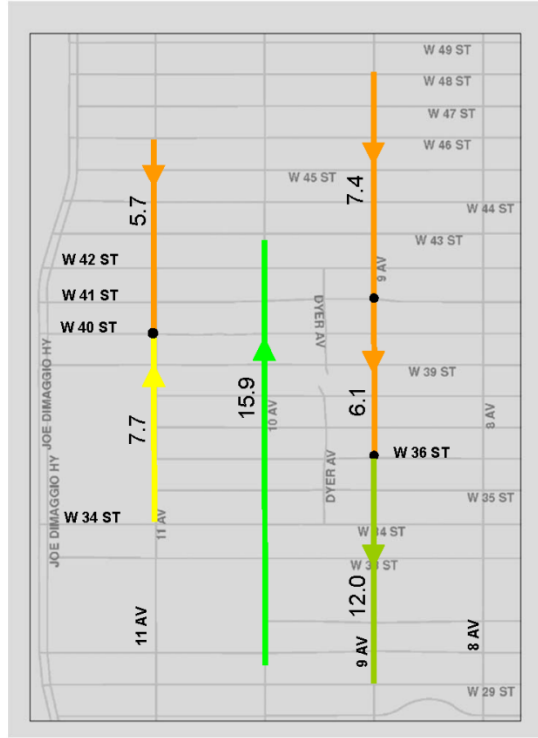 W 49 ST
W 48 ST
W 47 ST
W 46 ST
W 45 ST
7.4
5.7
W 44 ST
W 43 ST
W 42 ST
9 AV
W 41 ST
DYER AV
W 40 ST
JOE DIMAGGIO HY
W 39 ST
15.9
6.1
10 AV
8 AV
7.7
W 36 ST
JOE DIMAGGIO HY
DYER AV
W 35 ST
W 34 ST
11 AV
W 34 ST
W 33 ST
12.0
11 AV
9 AV
8 AV
W 29 ST